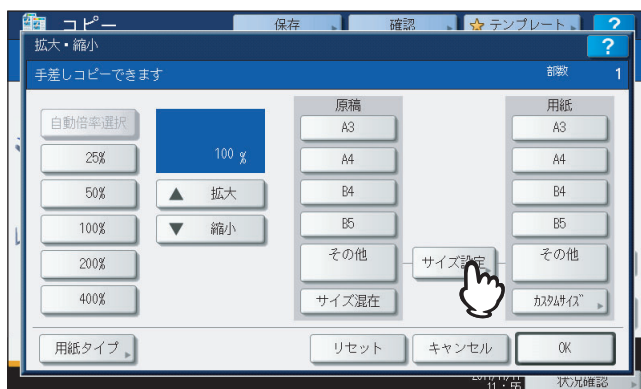 コピー
保存
確認
テンプレート
?
拡大・縮小
?
手差しコピーできます
部数 1
原稿
用紙
自動倍率選択
100 %
A3
A3
25%
A4
A4
50%
▲ 拡大
B4
B4
100%
▼ 縮小
B5
B5
200%
その他
サイズ設定
その他
400%
サイズ混在
カスタムサイズ
用紙タイプ
リセット
キャンセル
OK
状況確認